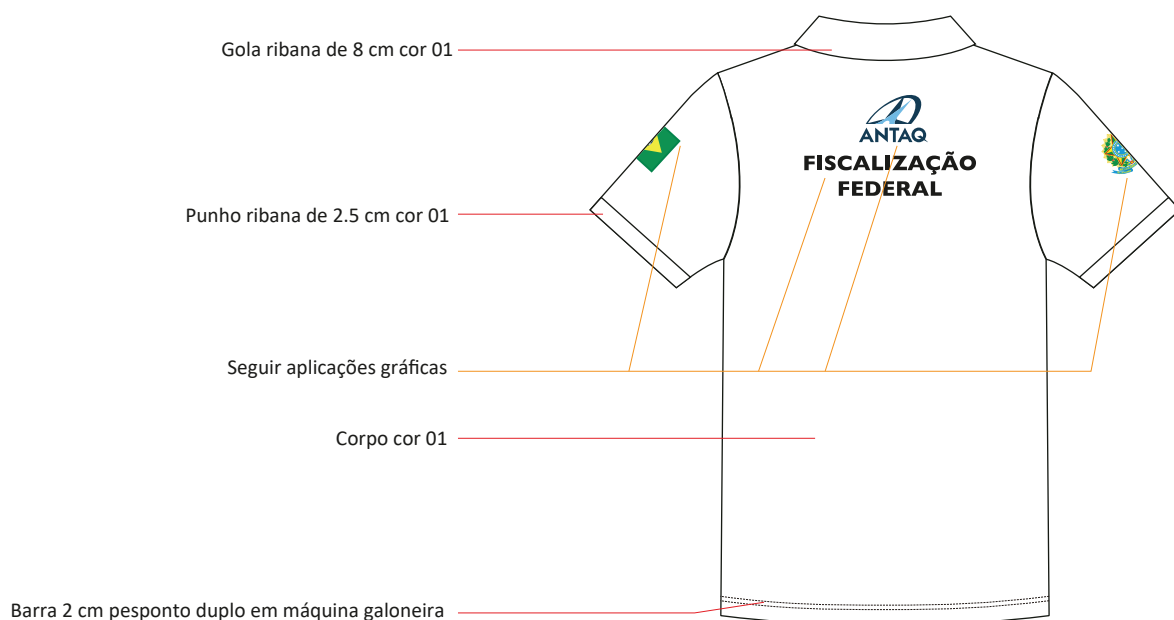 Gola ribana de 8 cm cor 01
ANTAQ
FISCALIZAÇÃO
FEDERAL
Punho ribana de 2.5 cm cor 01
Seguir aplicações gráficas
Corpo cor 01
Barra 2 cm pesponto duplo em máquina galoneira